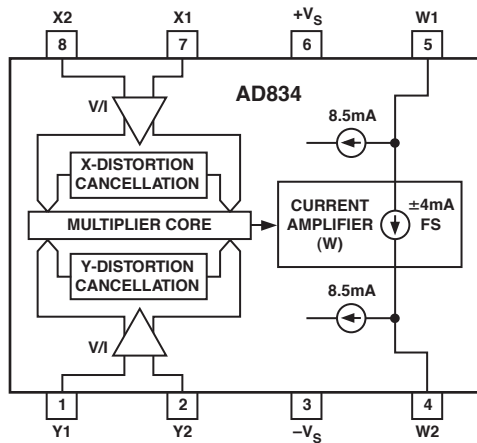 X2 X1 +VS W1
8 7 6 5
AD834
V/I
8.5mA
X-DISTORTION
CANCELLATION
MULTIPLIER CORE
CURRENT
AMPLIFIER
(W)
±4mA
FS
Y-DISTORTION
CANCELLATION
8.5mA
V/I
1 2 3 4
Y1 Y2 –VS W2